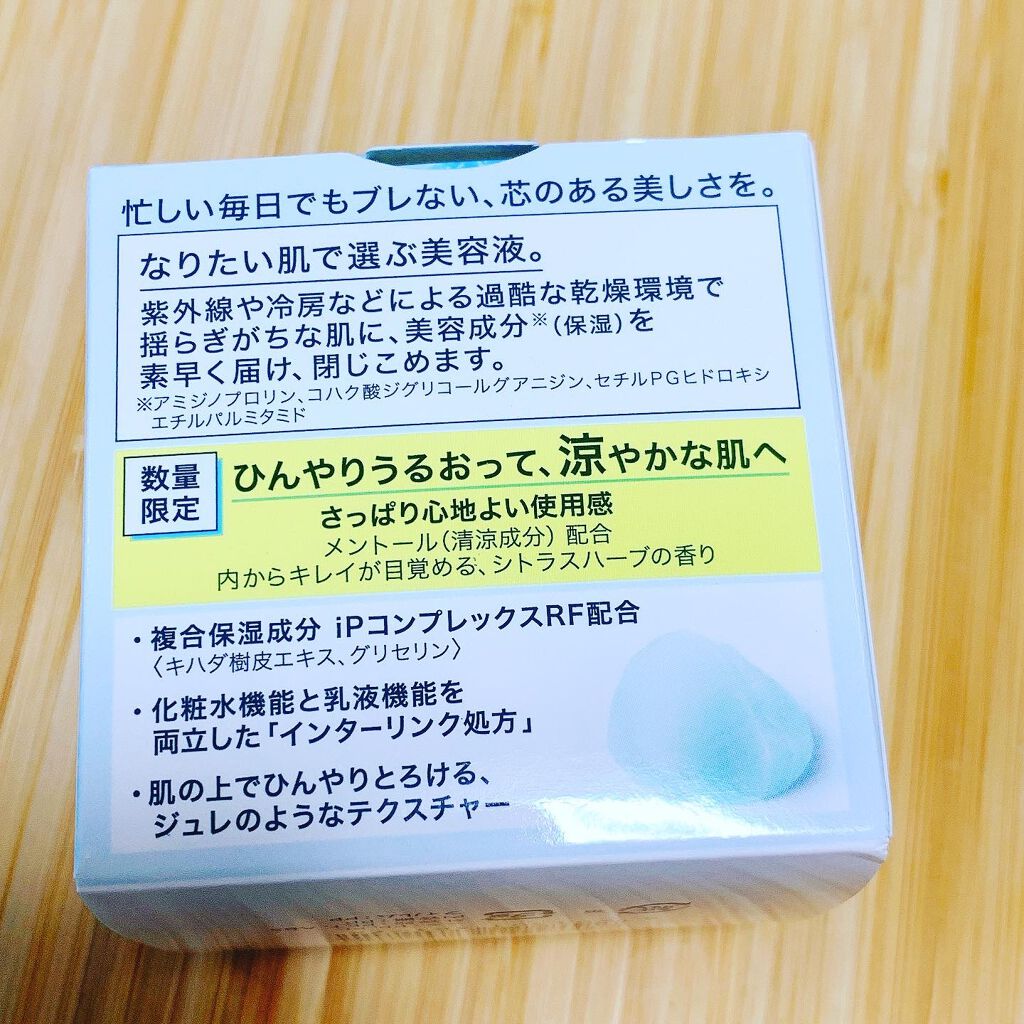 忙しい毎日でもブレない、芯のある美しさを。
なりたい肌で選ぶ美容液。
紫外線や冷房などによる過酷な乾燥環境で
揺らぎがちな肌に、美容成分※(保湿)を
素早く届け、閉じこめます。
※アミジノプロリン、コハク酸ジグリコールグアニジン、セチルPGヒドロキシ
エチルパルミタミド
数量
限定
ひんやりうるおって、涼やかな肌へ
さっぱり心地よい使用感
メントール(清涼成分) 配合
内からキレイが目覚める、シトラスハーブの香り
・複合保湿成分 iPコンプレックスRF配合
〈キハダ樹皮エキス、グリセリン〉
・化粧水機能と乳液機能を
両立した「インターリンク処方」
・肌の上でひんやりとろける、
ジュレのようなテクスチャー